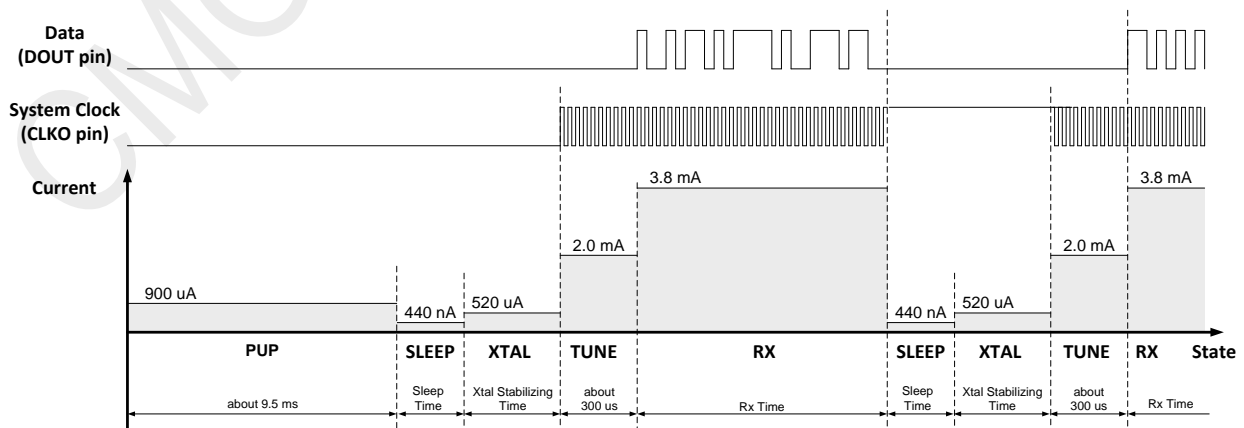 Data
(DOUT pin)
System Clock
(CLKO pin)
Current
3.8 mA
3.8 mA
2.0 mA
2.0 mA
900 uA
440 nA
520 uA
440 nA
520 uA
PUP
SLEEP
XTAL
TUNE
RX
SLEEP
XTAL
TUNE
RX
State
about 9.5 ms
Sleep
Time
Xtal Stabilizing
Time
about
300 us
Rx Time
Sleep
Time
Xtal Stabilizing
Time
about
300 us
Rx Time